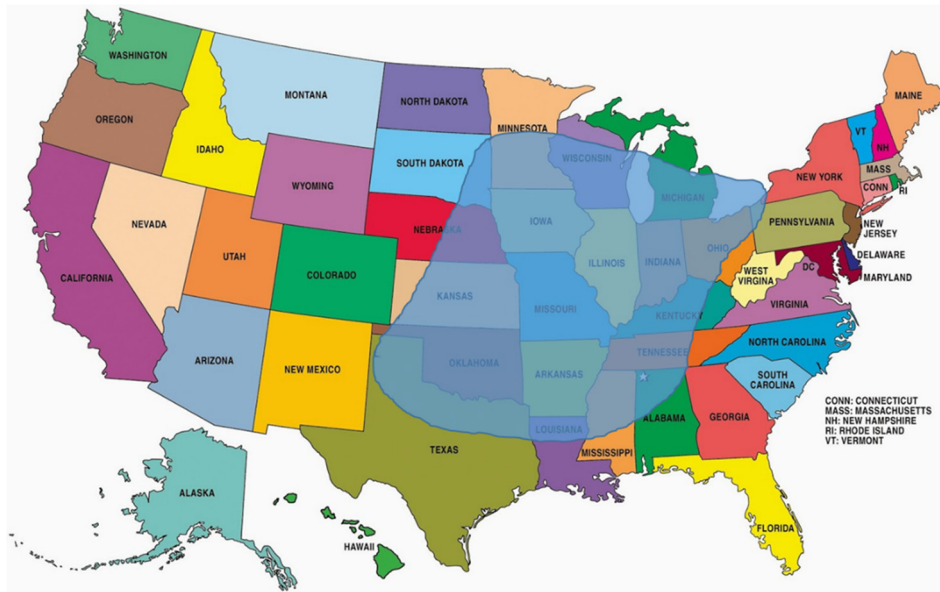 WASHINGTON
OREGON
IDAHO
MONTANA
NORTH DAKOTA
MINNESOTA
SOUTH DAKOTA
WYOMING
NEBRASKA
IOWA
WISCONSIN
MICHIGAN
NEVADA
UTAH
COLORADO
CALIFORNIA
KANSAS
MISSOURI
ILLINOIS
INDIANA
OHIO
KENTUCKY
WEST
VIRGINA
VIRGINIA
PENNSYLVANIA
NEW YORK
VT
NH
MAINE
MASS
CONN
RI
NEW
JERSEY
DELAWARE
MARYLAND
DC
ARIZONA
NEW MEXICO
OKLAHOMA
ARKANSAS
TENNESSEE
NORTH CAROLINA
SOUTH
CAROLINA
TEXAS
LOUISIANA
MISSISSIPPI
ALABAMA
GEORGIA
FLORIDA
ALASKA
HAWAII
CONN: CONNECTICUT
MASS: MASSACHUSETTS
NH: NEW HAMPSHIRE
RI: RHODE ISLAND
VT: VERMONT